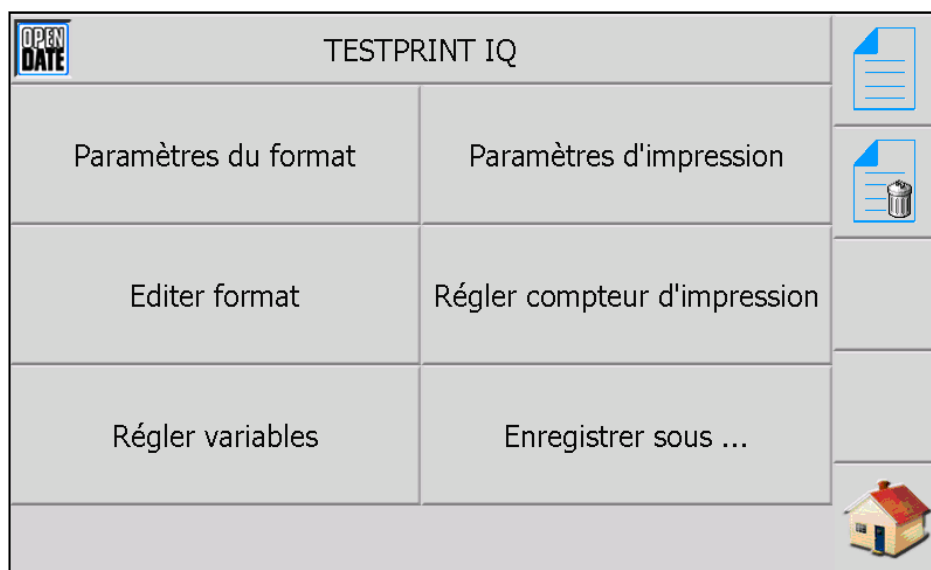 OPEN
DATE
TESTPRINT IQ
Paramètres du format
Paramètres d'impression
Editer format
Régler compteur d'impression
Régler variables
Enregistrer sous ...